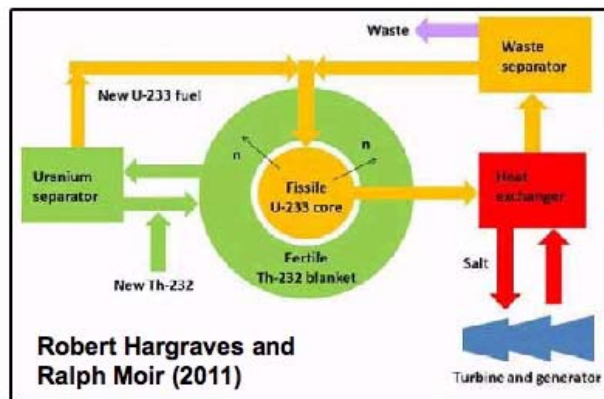 Waste
Waste
separator
New U-233 fuel
n
n
Uranium
separator
Fissile
U-233 core
Heat
exchanger
Fertile
Th-232 blanket
New Th-232
Salt
Robert Hargraves and
Ralph Moir (2011)
Turbine and generator